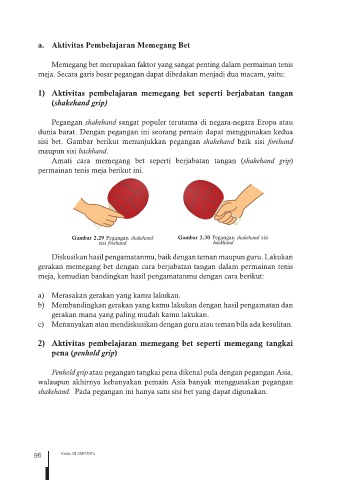 a. Aktivitas Pembelajaran Memegang Bet
Memegang bet merupakan faktor yang sangat penting dalam permainan tenis
meja. Secara garis besar pegangan dapat dibedakan menjadi dua macam, yaitu:
1) Aktivitas pembelajaran memegang bet seperti berjabatan tangan
(shakehand grip)
Pegangan shakehand sangat populer terutama di negara-negara Eropa atau
dunia barat. Dengan pegangan ini seorang pemain dapat menggunakan kedua
sisi bet. Gambar berikut menunjukkan pegangan shakehand baik sisi forehand
maupun sisi backhand.
Amati cara memegang bet seperti berjabatan tangan (shakehand grip)
permainan tenis meja berikut ini.
Gambar 2.29 Pegangan shakehand
sisi forehand
Gambar 2.30 Pegangan shakehand sisi
backhand
Diskusikan hasil pengamatanmu, baik dengan teman maupun guru. Lakukan
gerakan memegang bet dengan cara berjabatan tangan dalam permainan tenis
meja, kemudian bandingkan hasil pengamatanmu dengan cara berikut:
a) Merasakan gerakan yang kamu lakukan.
b) Membandingkan gerakan yang kamu lakukan dengan hasil pengamatan dan
gerakan mana yang paling mudah kamu lakukan.
c) Menanyakan atau mendiskusikan dengan guru atau teman bila ada kesulitan.
2) Aktivitas pembelajaran memegang bet seperti memegang tangkai
pena (penhold grip)
Penhold grip atau pegangan tangkai pena dikenal pula dengan pegangan Asia,
walaupun akhirnya kebanyakan pemain Asia banyak menggunakan pegangan
shakehand. Pada pegangan ini hanya satu sisi bet yang dapat digunakan.
96
Kelas VII SMP/MTs